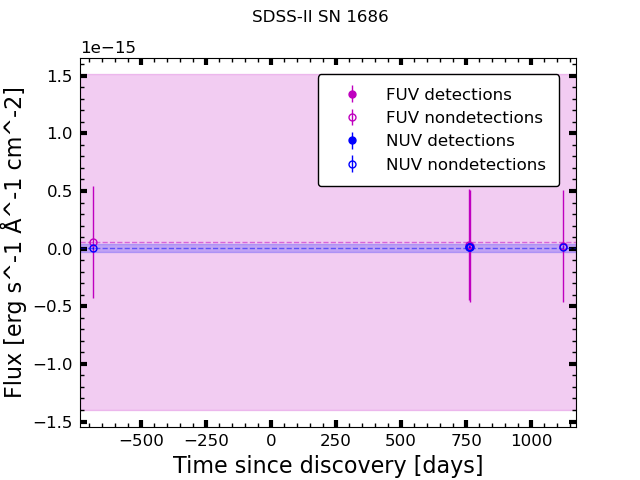 SDSS-II SN 1686
1e−15
1.5
1.0
0.5
0.0
−0.5
−1.0
−1.5
Flux [erg s^-1 Å^-1 cm^-2]
FUV detections
FUV nondetections
NUV detections
NUV nondetections
−500 −250 0 250 500 750 1000
Time since discovery [days]